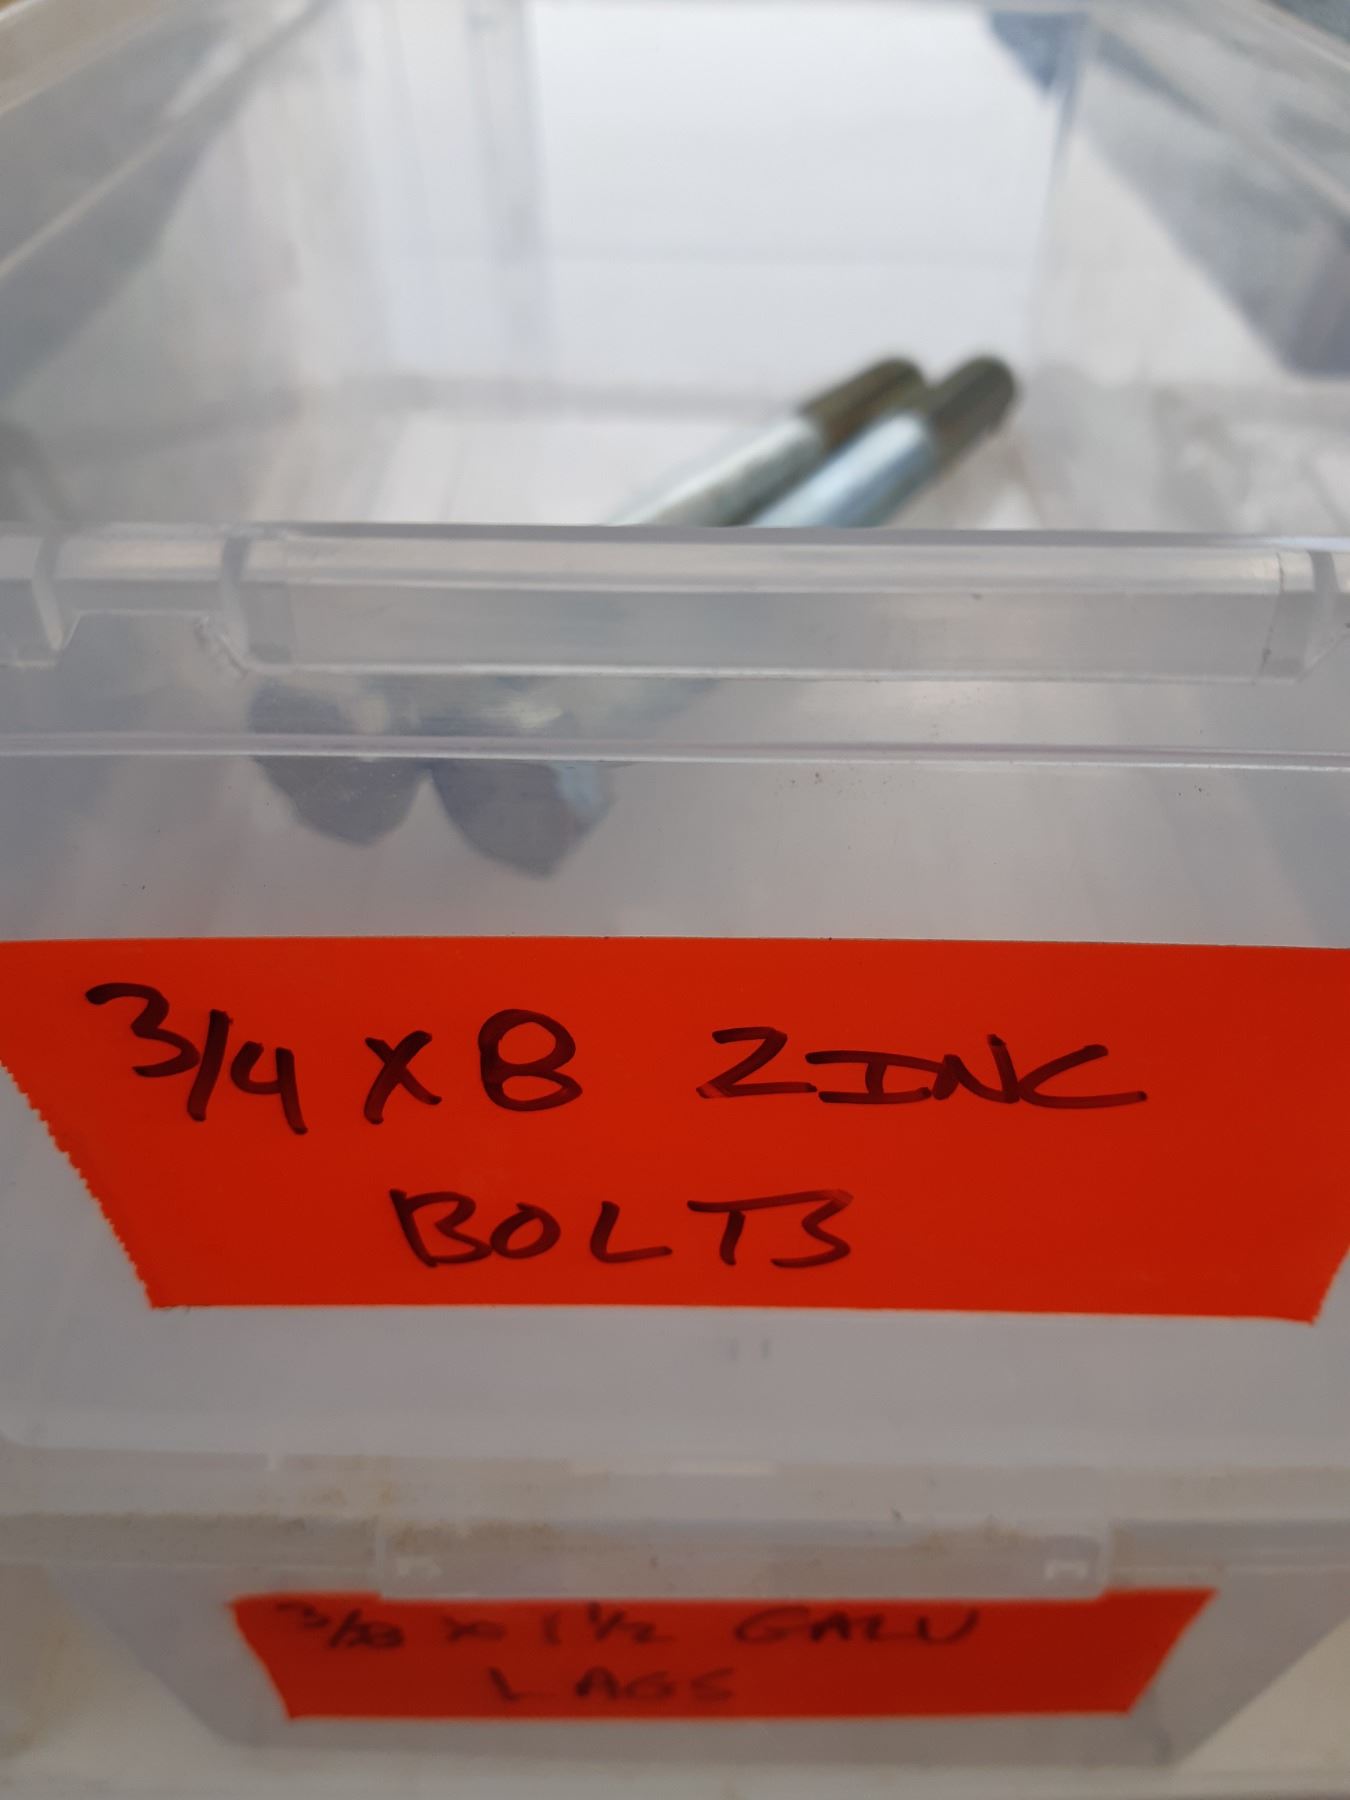 3/4 x 8 ZINC
BOLTS
3/8 x 1 1/2 GALV
LAGS